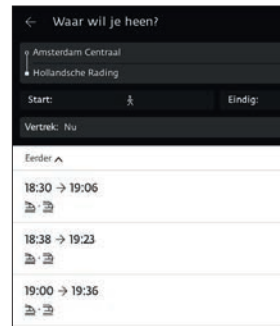 ← Waar wil je heen?
Amsterdam Centraal
Hollandsche Rading
Start: Eindig:
Vertrek: Nu
Eerder
18:30 → 19:06
18:38 → 19:23
19:00 → 19:36